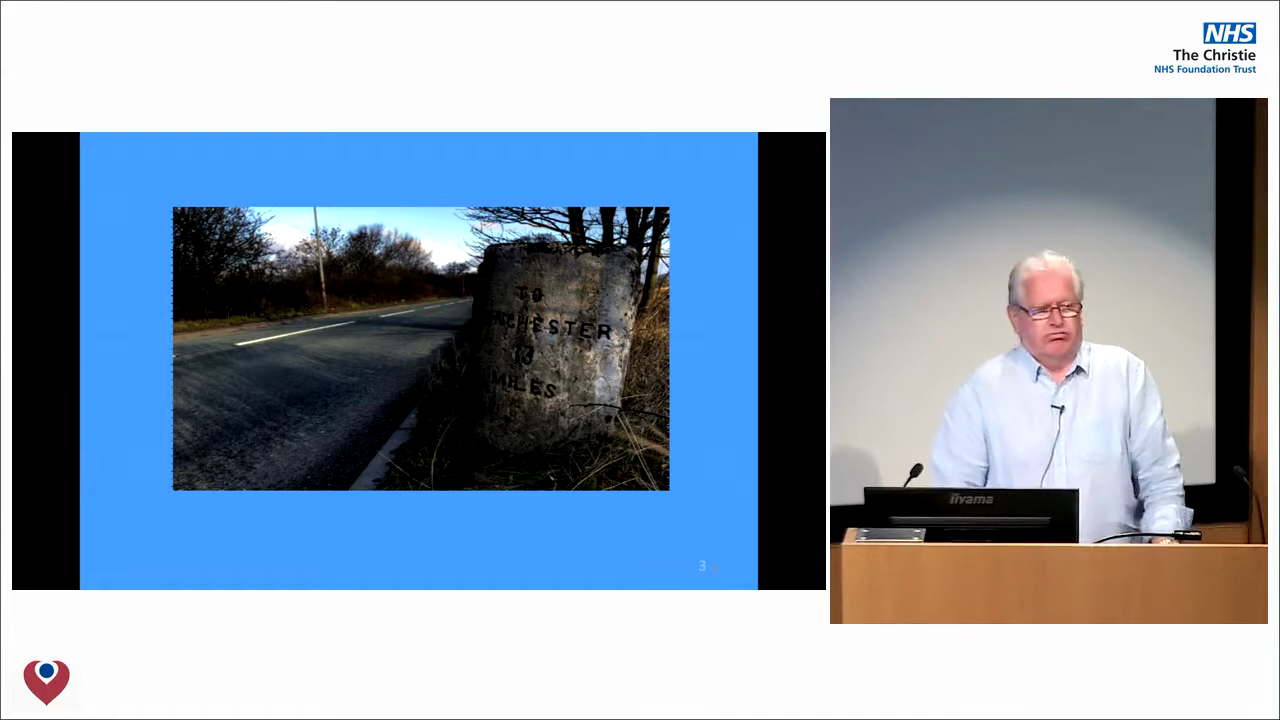 NHS
The Christie
NHS Foundation Trust
TO
CHESTER
13
MILES
3
iiyama